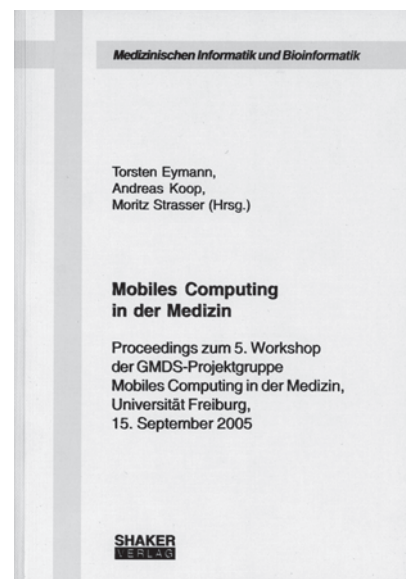 Medizinischen Informatik und Bioinformatik
Torsten Eymann,
Andreas Koop,
Moritz Strasser (Hrsg.)
Mobiles Computing
in der Medizin
Proceedings zum 5. Workshop
der GMDS-Projektgruppe
Mobiles Computing in der Medizin,
Universität Freiburg,
15. September 2005
SHAKER
VERLAG